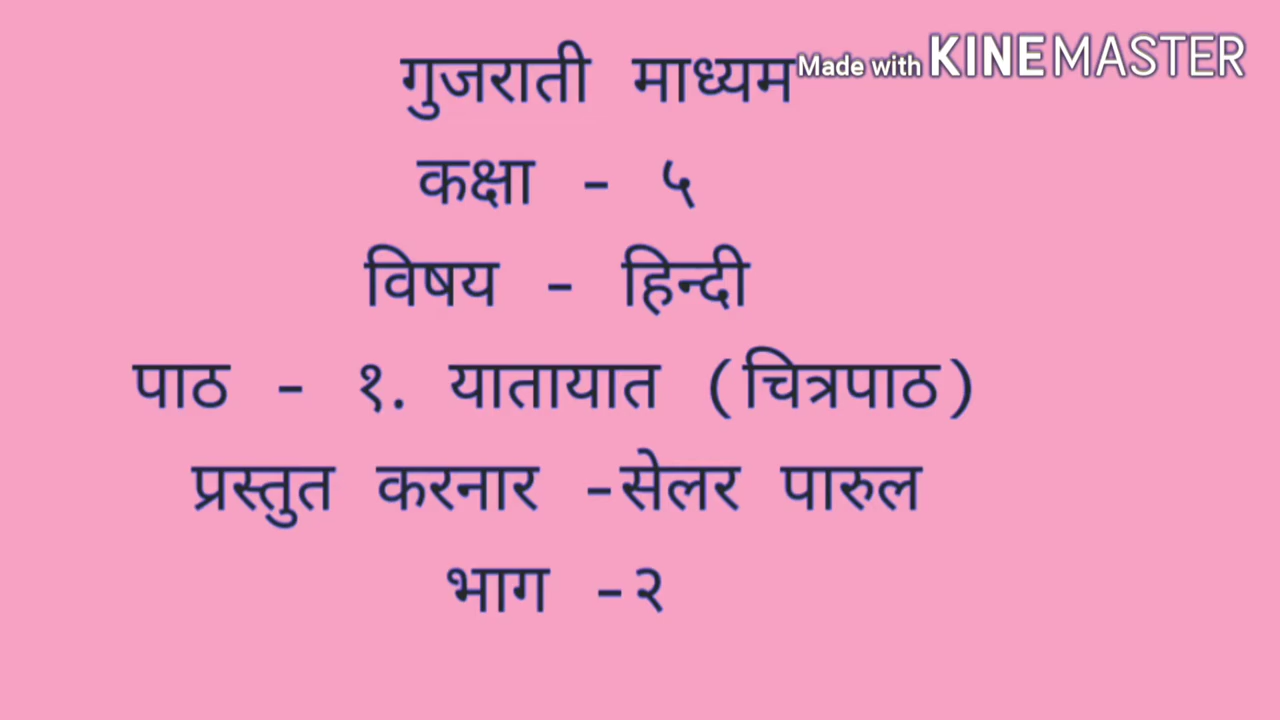 गुजराती माध्यम
Made with KINEMASTER
कक्षा - ५
विषय - हिन्दी
पाठ - १. यातायात (चित्रपाठ)
प्रस्तुत करनार -सेलर पारुल
भाग -२